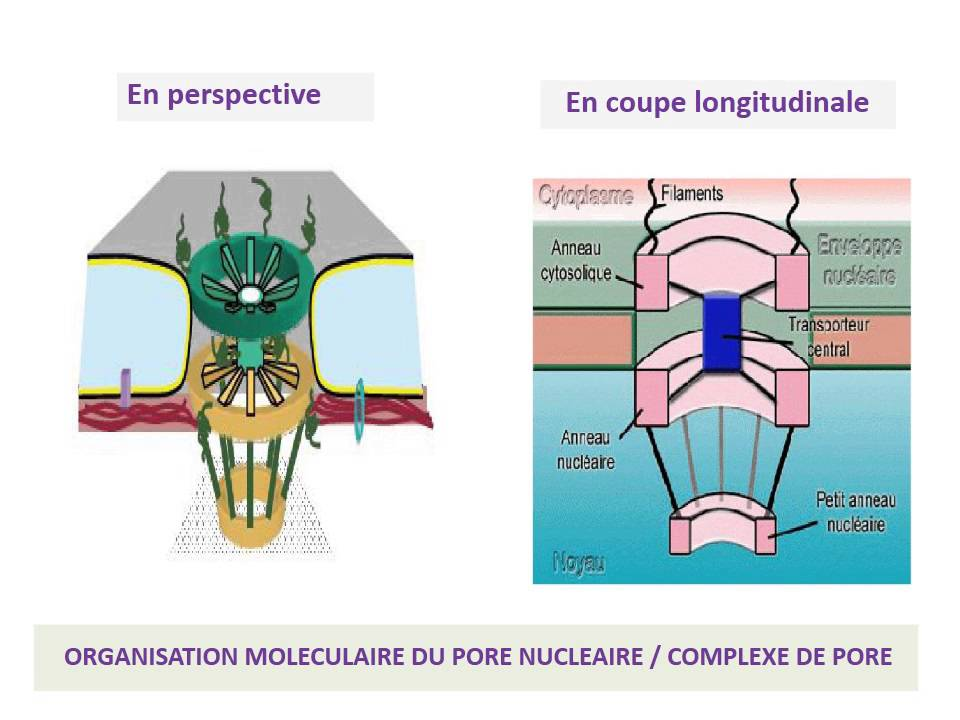 En perspective
En coupe longitudinale
Cytoplasme
Filaments
Anneau
cytosolique
Enveloppe
nucléaire
Transporteur
central
Anneau
nucléaire
Petit anneau
nucléaire
Noyau
ORGANISATION MOLECULAIRE DU PORE NUCLEAIRE / COMPLEXE DE PORE